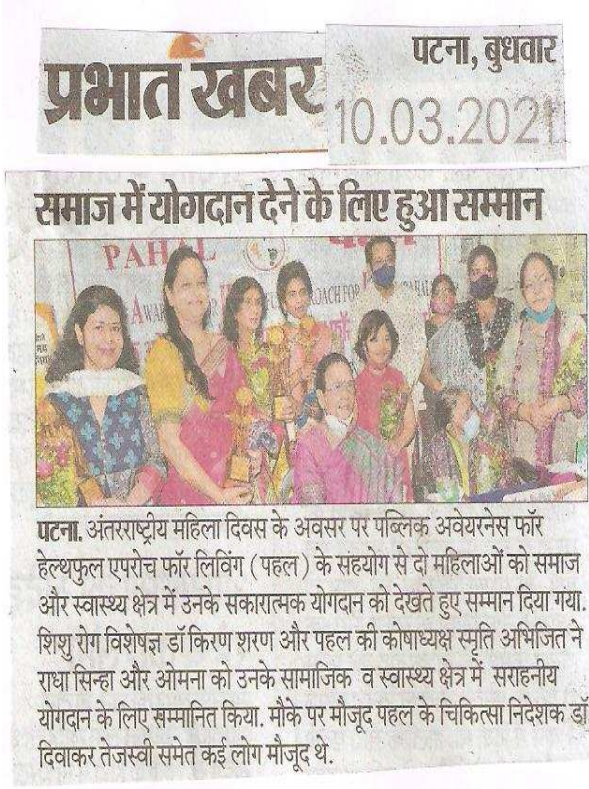 प्रभात खबर
पटना, बुधवार
10.03.2021
समाज में योगदान देने के लिए हुआ सम्मान
PAHAL
पटना. अंतरराष्ट्रीय महिला दिवस के अवसर पर पब्लिक अवेयरनेस फॉर
हेल्थफुल एपरोच फॉर लिविंग (पहल) के सहयोग से दो महिलाओं को समाज
और स्वास्थ्य क्षेत्र में उनके सकारात्मक योगदान को देखते हुए सम्मान दिया गया.
शिशु रोग विशेषज्ञ डॉ किरण शरण और पहल की कोषाध्यक्ष स्मृति अभिजित ने
राधा सिन्हा और ओमना को उनके सामाजिक व स्वास्थ्य क्षेत्र में सराहनीय
योगदान के लिए सम्मानित किया. मौके पर मौजूद पहल के चिकित्सा निदेशक डॉ
दिवाकर तेजस्वी समेत कई लोग मौजूद थे.